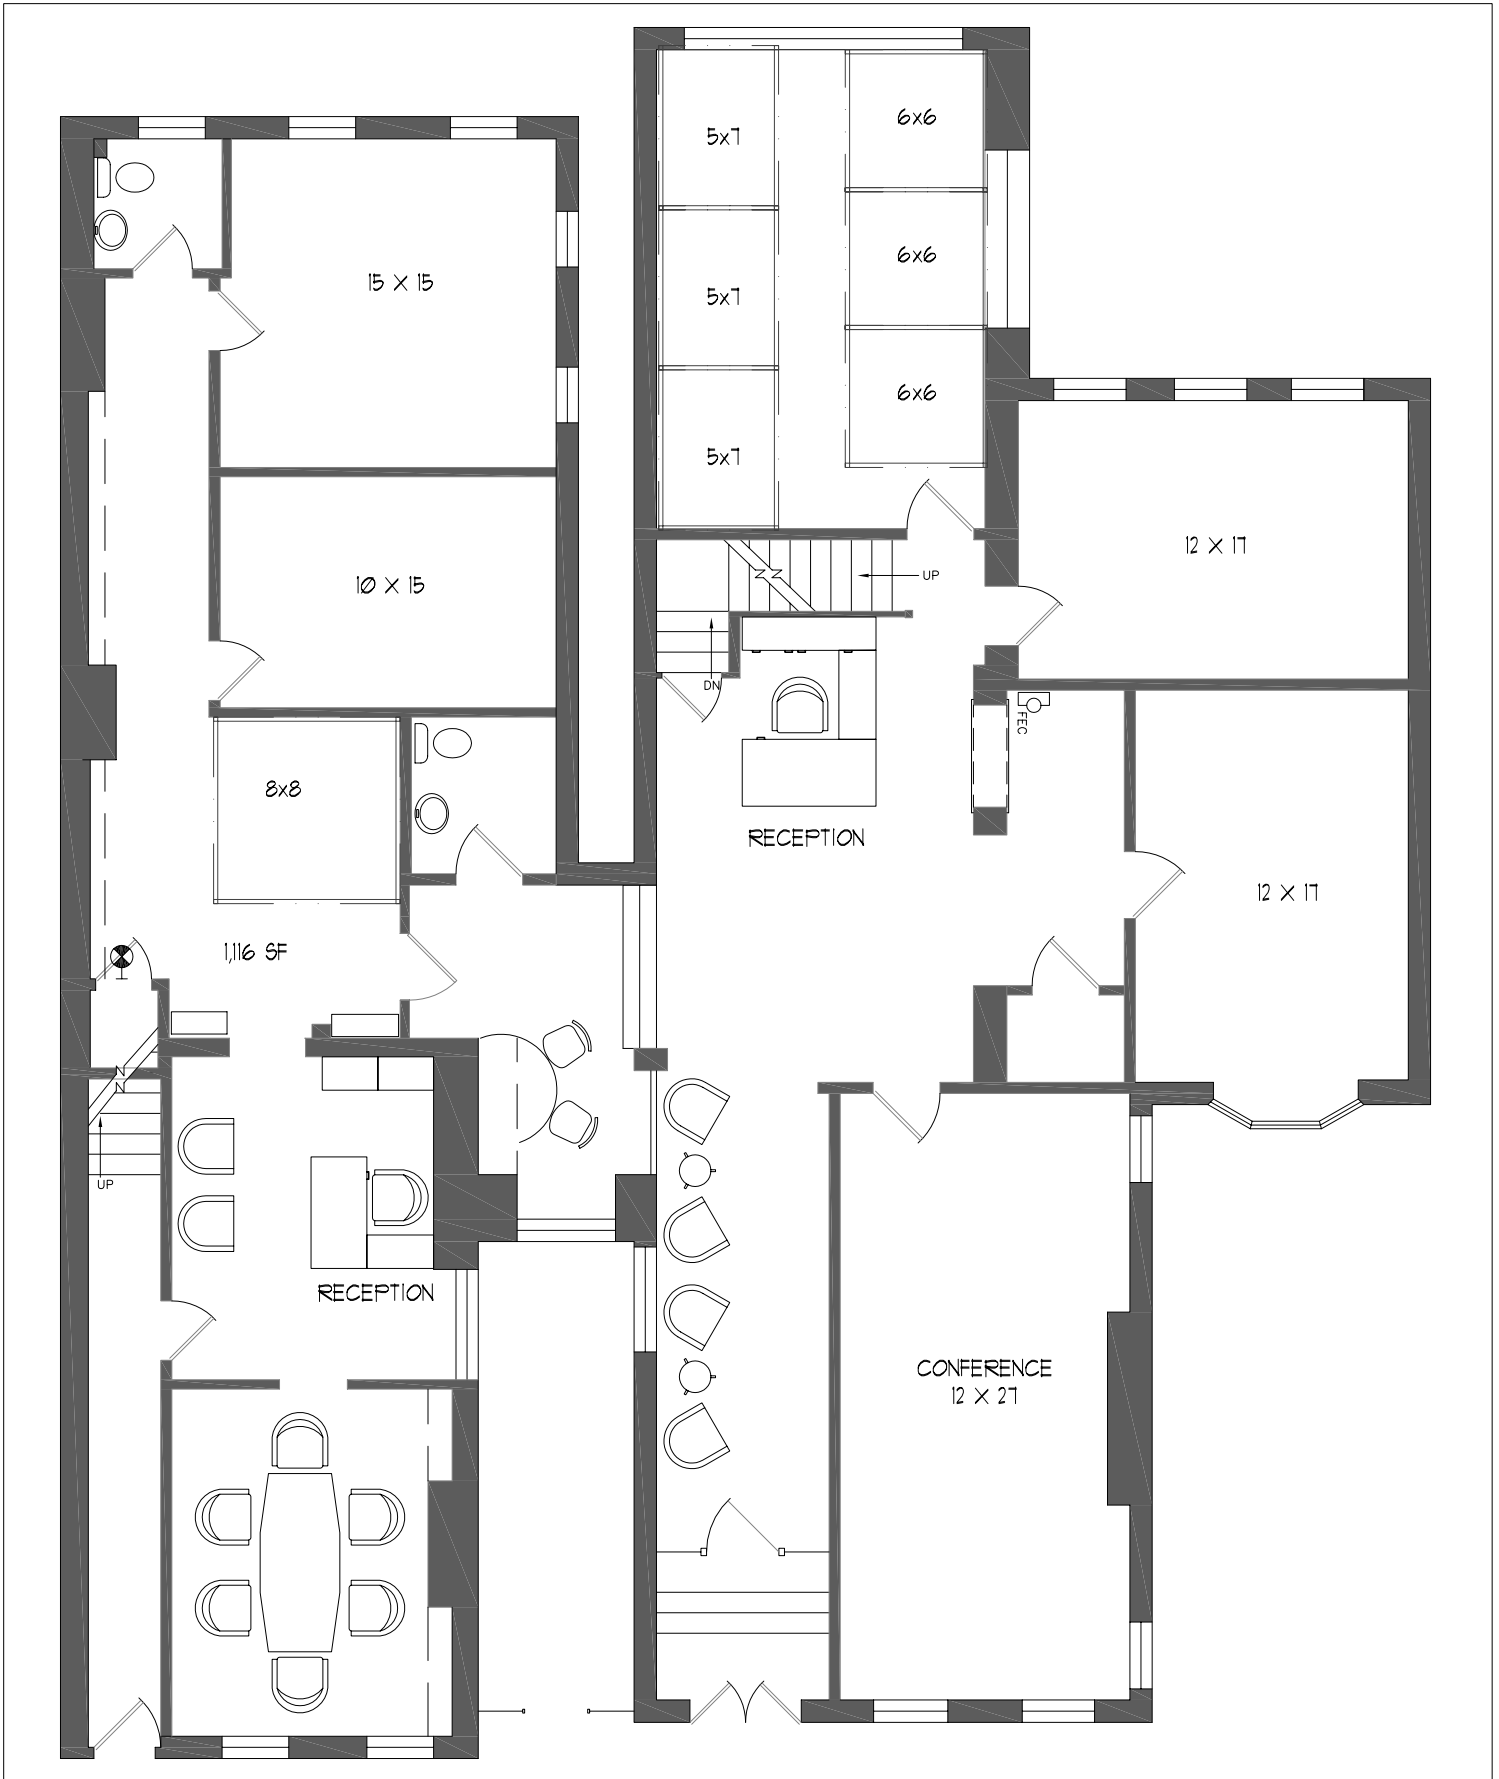 6x6
5x7
15 X 15
6x6
5x7
6x6
5x7
12 X 17
UP
10 X 15
DN
FEC
8x8
RECEPTION
12 X 17
1,116 SF
UP
RECEPTION
CONFERENCE
12 X 27